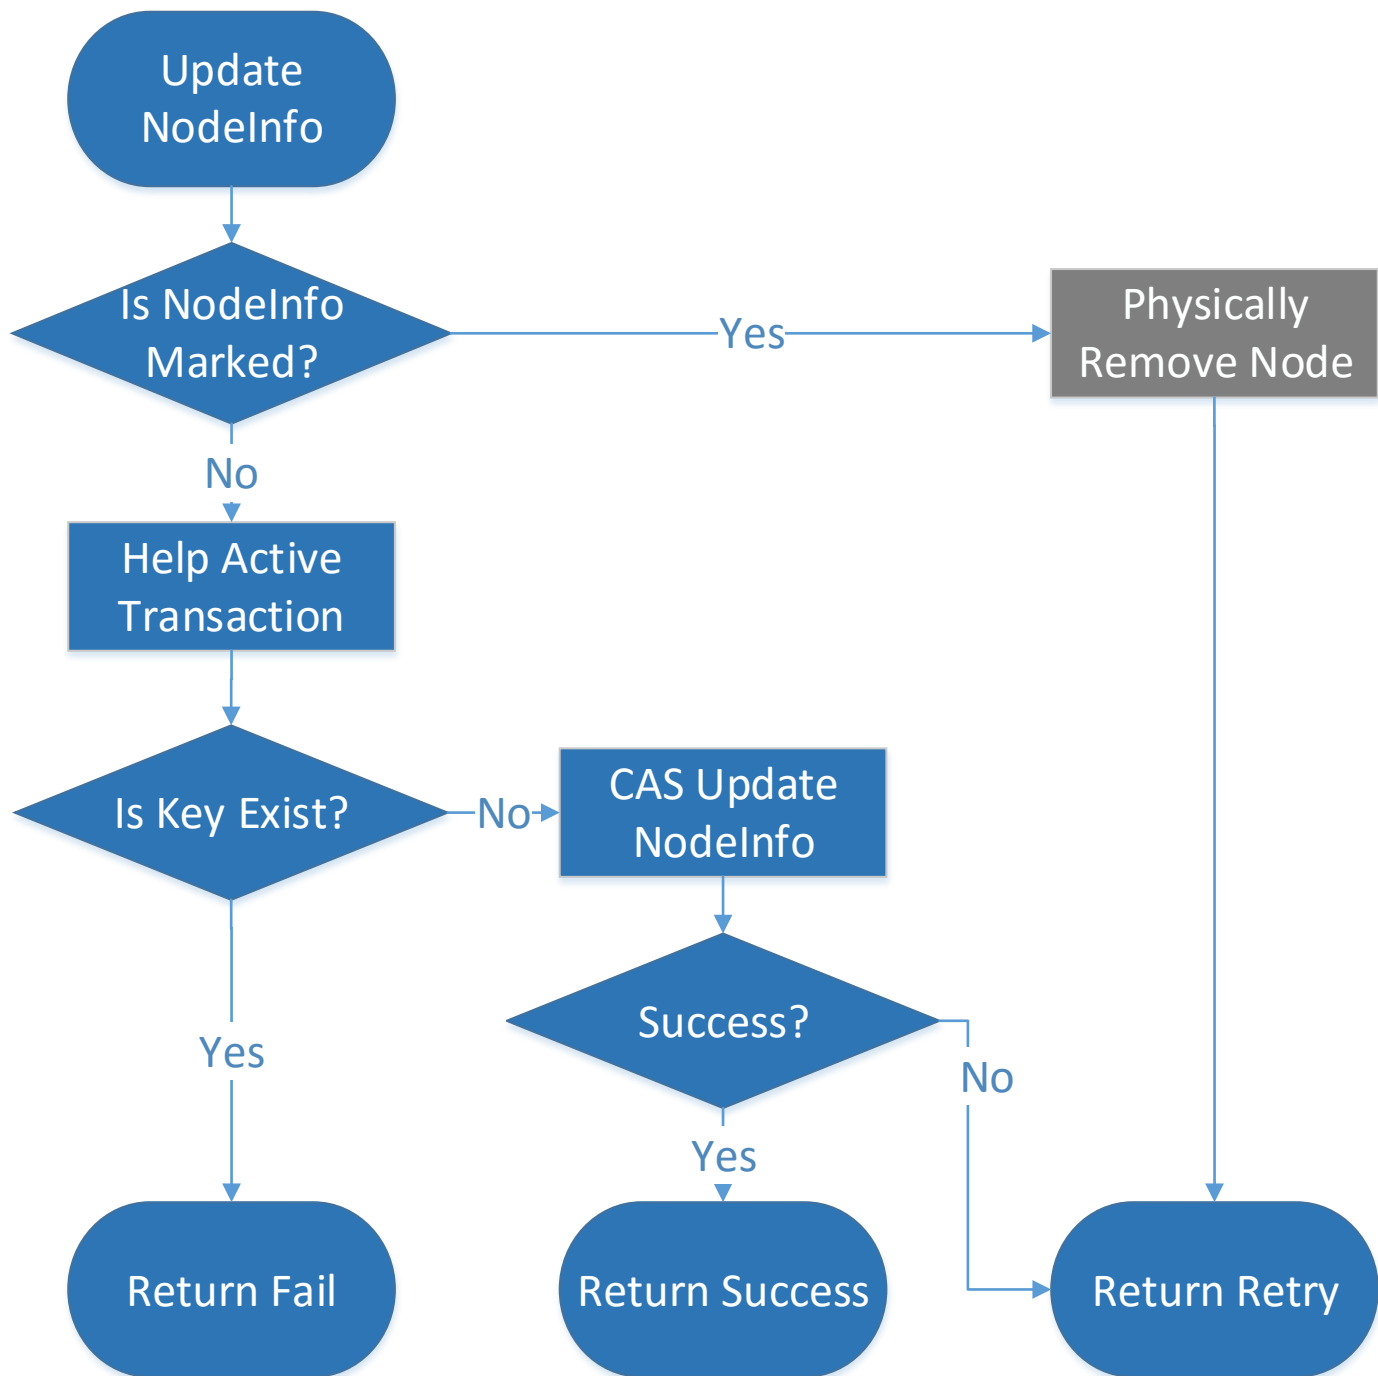 Update
NodeInfo
Is NodeInfo
Marked?
Yes
Physically
Remove Node
No
Help Active
Transaction
Is Key Exist?
No
CAS Update
NodeInfo
Success?
Yes
No
Yes
Return Fail
Return Success
Return Retry